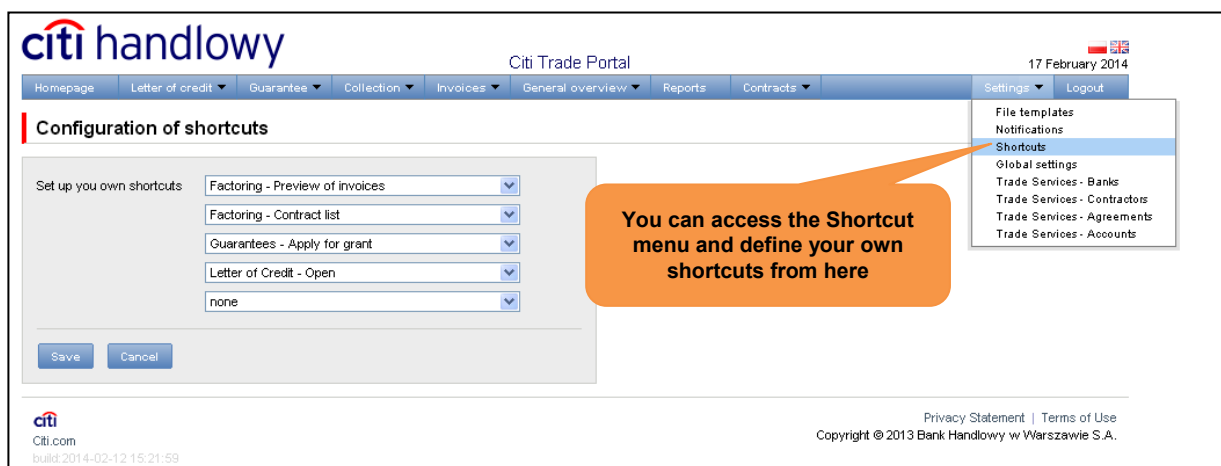 citi handlowy
Citi Trade Portal
17 February 2014
Homepage Letter of credit Guarantee Collection Invoices General overview Reports Contracts Settings Logout
Configuration of shortcuts
File templates
Notifications
Shortcuts
Global settings
Trade Services - Banks
Trade Services - Contractors
Trade Services - Agreements
Trade Services - Accounts
Set up you own shortcuts
Factoring - Preview of invoices
Factoring - Contract list
Guarantees - Apply for grant
Letter of Credit - Open
none
You can access the Shortcut
menu and define your own
shortcuts from here
Save Cancel
citi
Citi.com
build:2014-02-12 15:21:59
Privacy Statement | Terms of Use
Copyright © 2013 Bank Handlowy w Warszawie S.A.